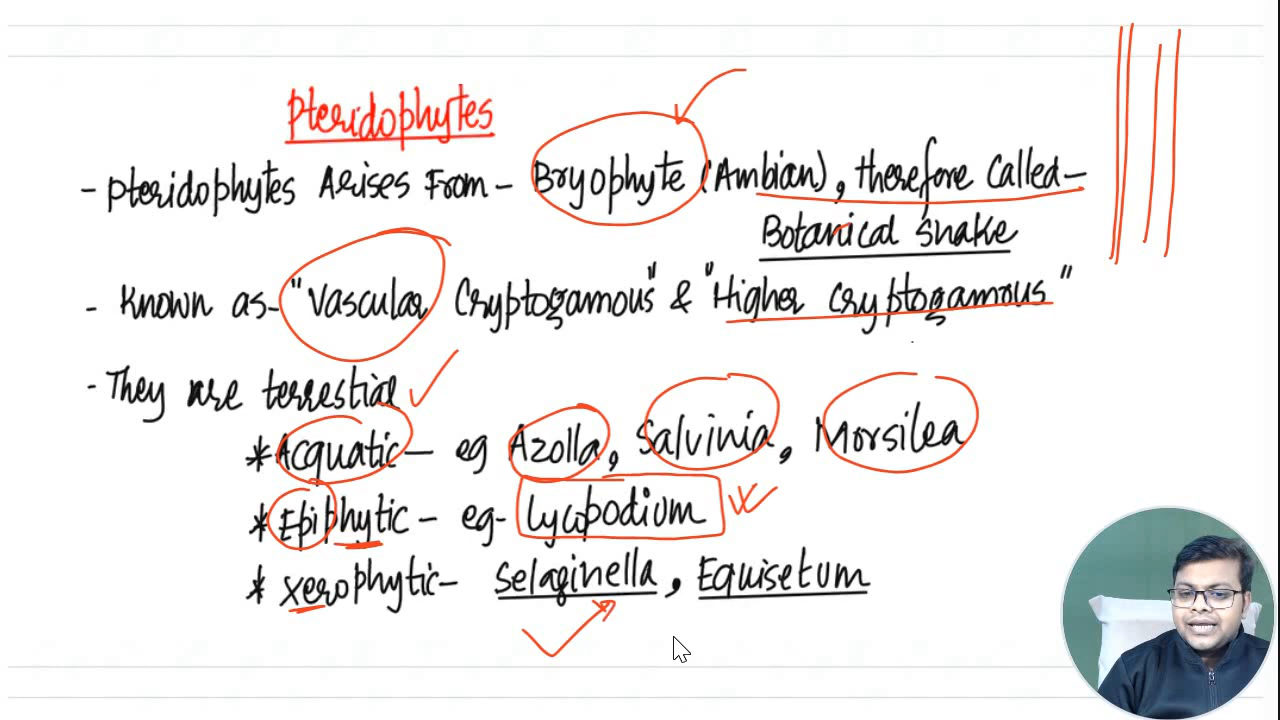 Pteridophytes
- Pteridophytes Arises From - Bryophyte (Ambian), therefore Called-
Botanical Snake
- Known as- "Vascular Cryptogamous" & "Higher Cryptogamous"
- They are terrestial
* Acquatic - eg Azolla, Salvinia, Morsilea
* Epiphytic - eg- Lycopodium
* Xerophytic- Selaginella, Equisetum